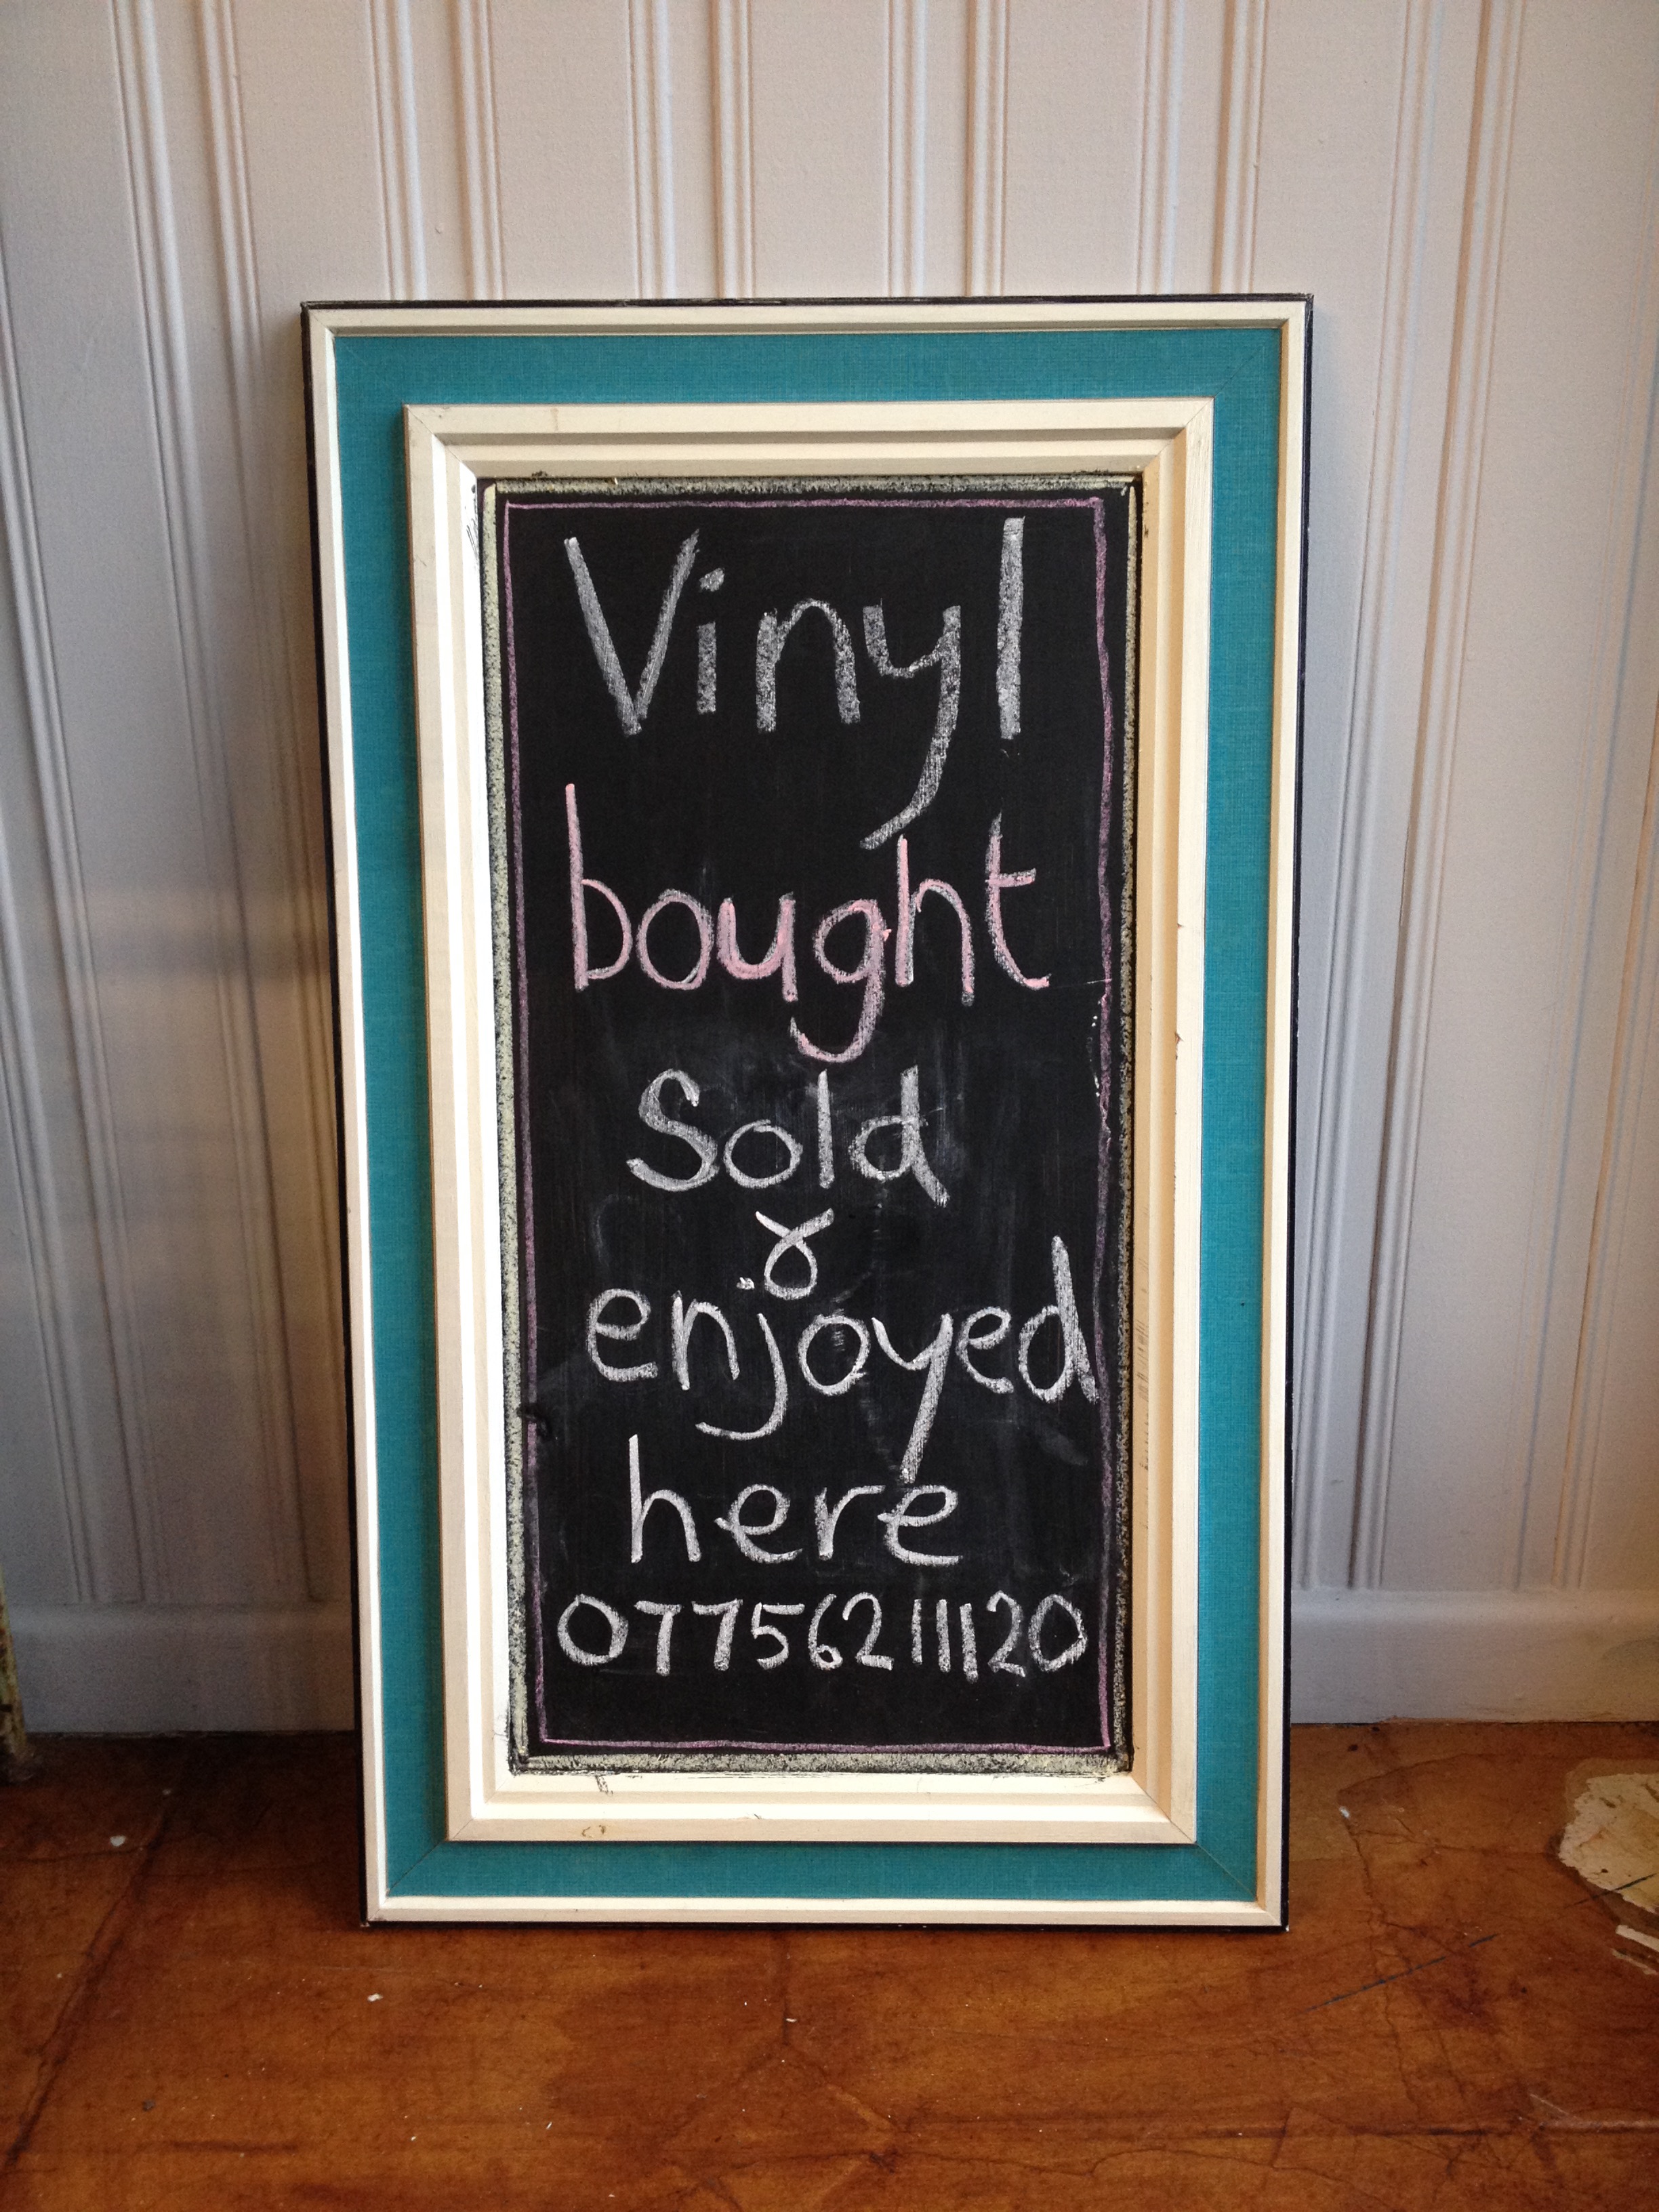 Vinyl
bought
Sold
&
enjoyed
here
07756211120